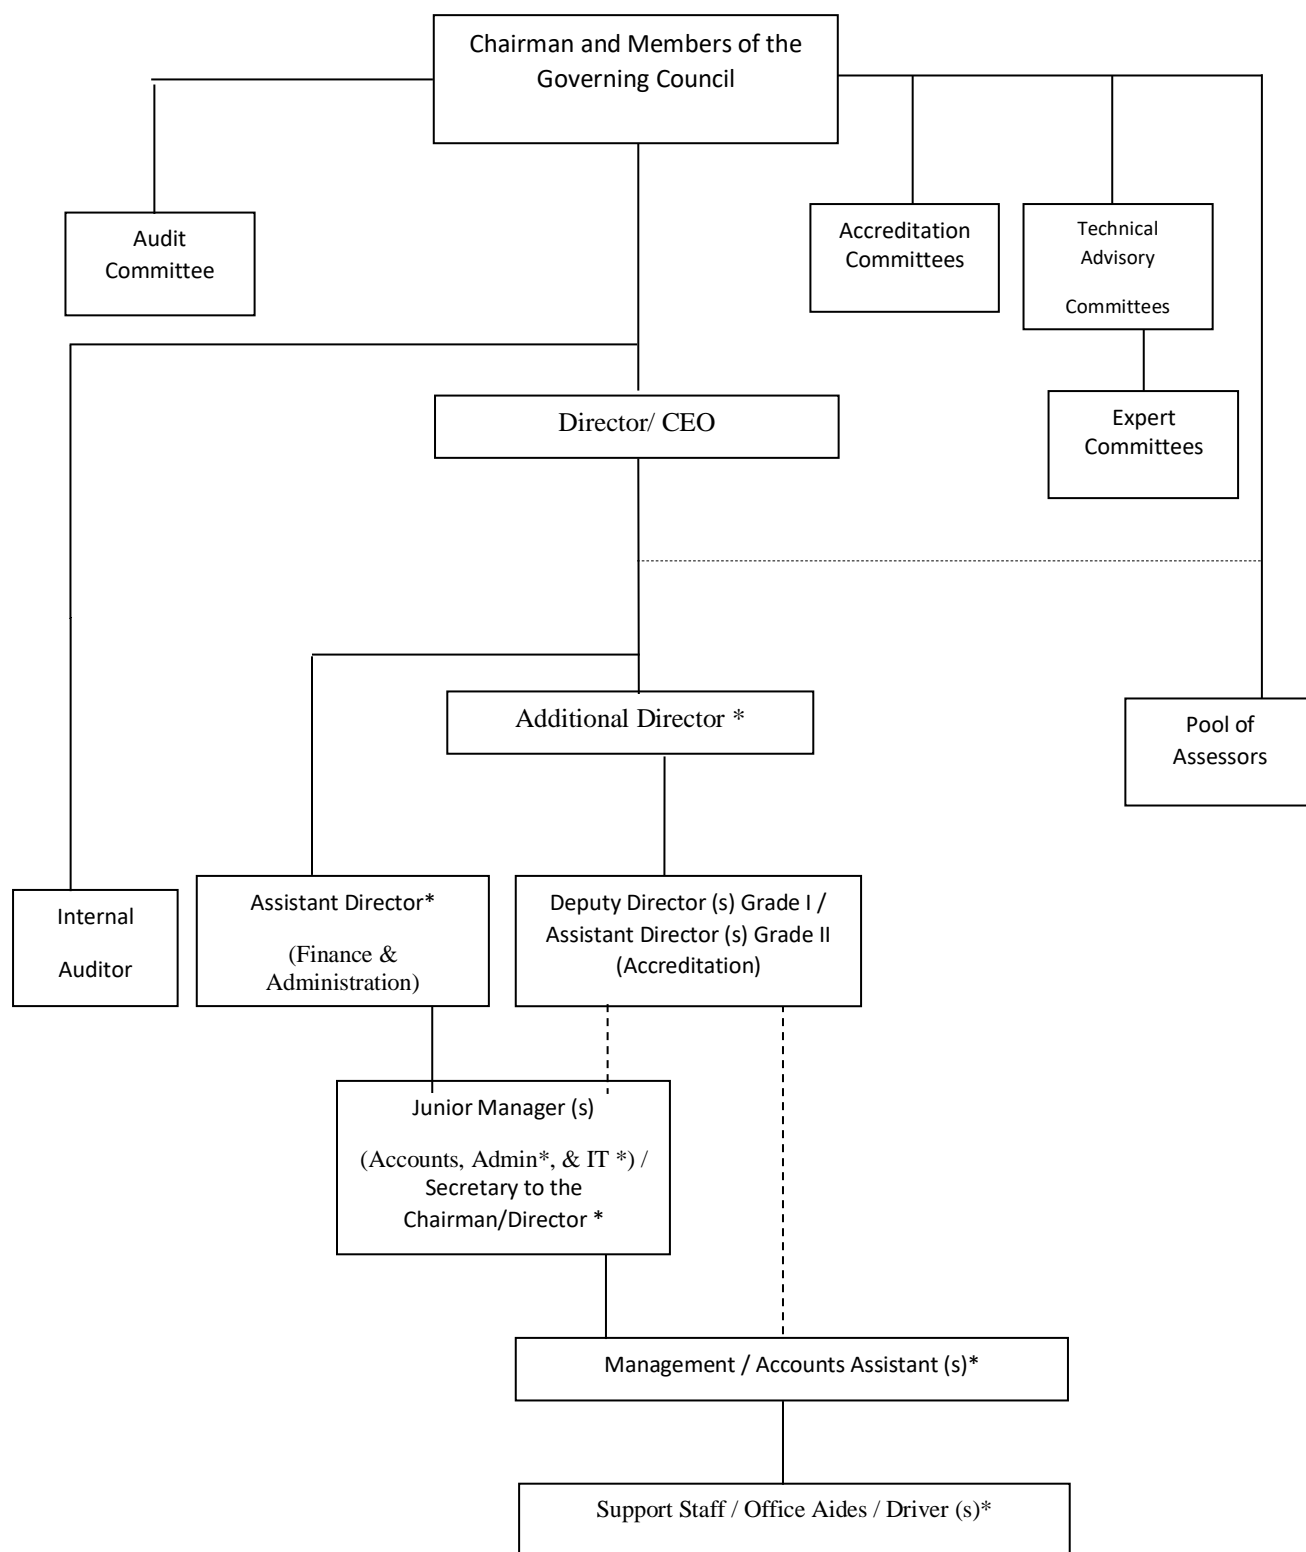 Chairman and Members of the
Governing Council
Audit
Committee
Accreditation
Committees
Technical
Advisory
Committees
Director/ CEO
Expert
Committees
Additional Director *
Pool of
Assessors
Internal
Auditor
Assistant Director*
(Finance &
Administration)
Deputy Director (s) Grade I /
Assistant Director (s) Grade II
(Accreditation)
Junior Manager (s)
(Accounts, Admin*, & IT *) /
Secretary to the
Chairman/Director *
Management / Accounts Assistant (s)*
Support Staff / Office Aides / Driver (s)*